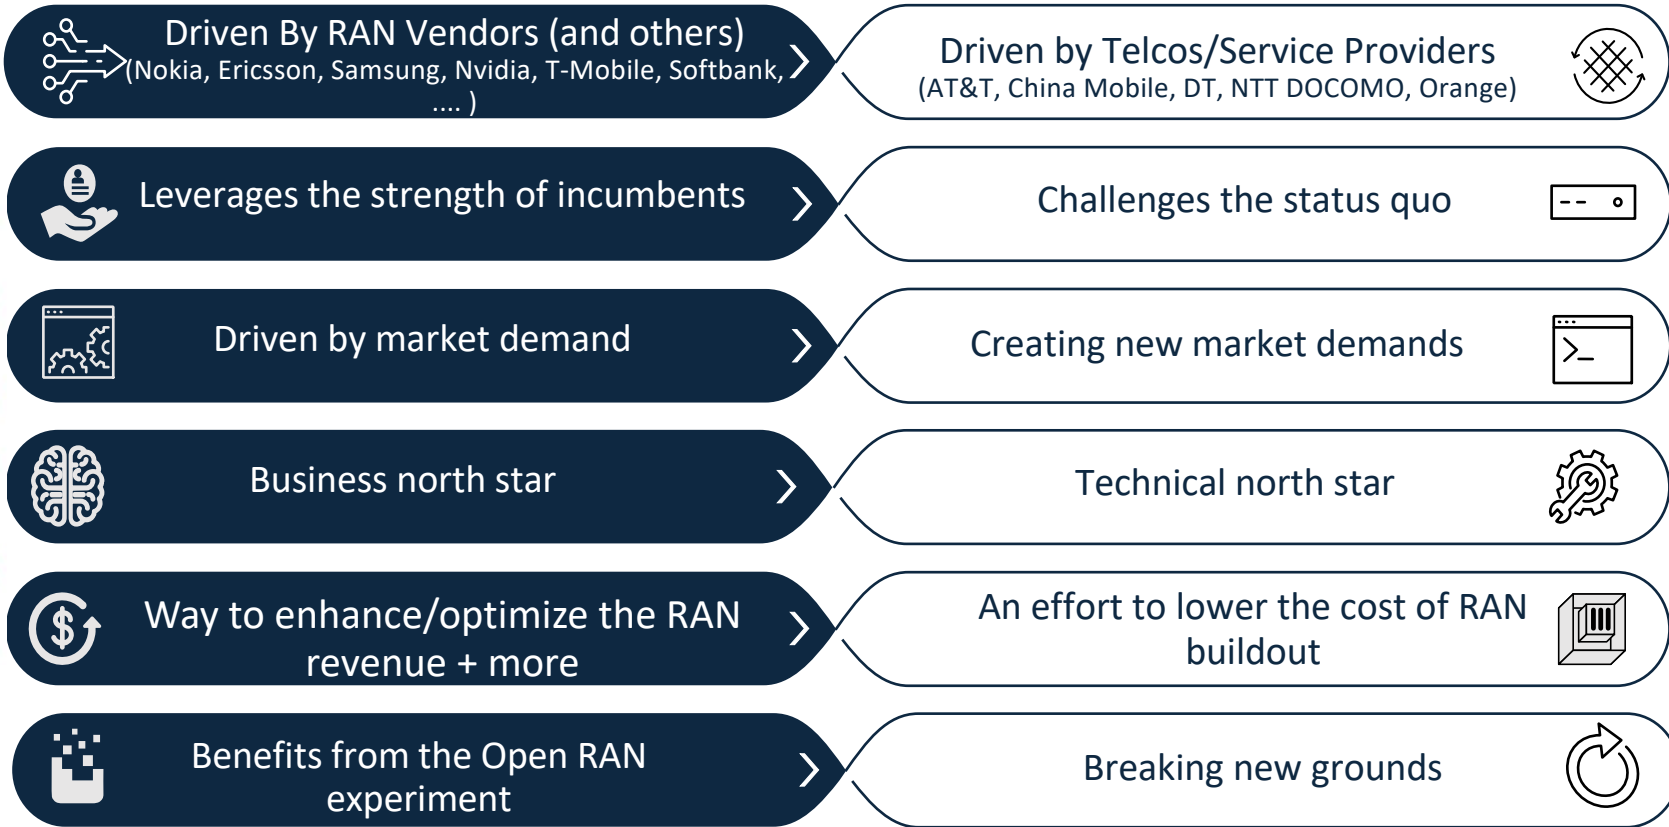 Driven By RAN Vendors (and others)
(Nokia, Ericsson, Samsung, Nvidia, T-Mobile, Softbank,
.... )
Driven by Telcos/Service Providers
(AT&T, China Mobile, DT, NTT DOCOMO, Orange)
Leverages the strength of incumbents
Challenges the status quo
Driven by market demand
Creating new market demands
Business north star
Technical north star
Way to enhance/optimize the RAN
revenue + more
An effort to lower the cost of RAN
buildout
Benefits from the Open RAN
experiment
Breaking new grounds